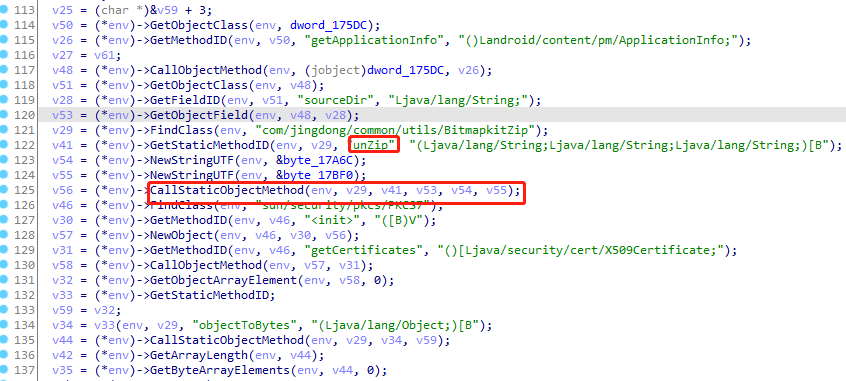 113 v25 = (char *)&v59 + 3;
114 v50 = (*env)->GetObjectClass(env, dword_175DC);
115 v26 = (*env)->GetMethodID(env, v50, "getApplicationInfo", "()Landroid/content/pm/ApplicationInfo;");
116 v27 = v61;
117 v48 = (*env)->CallObjectMethod(env, (jobject)dword_175DC, v26);
118 v51 = (*env)->GetObjectClass(env, v48);
119 v28 = (*env)->GetFieldID(env, v51, "sourceDir", "Ljava/lang/String;");
120 v53 = (*env)->GetObjectField(env, v48, v28);
121 v29 = (*env)->FindClass(env, "com/jingdong/common/utils/BitmapkitZip");
122 v41 = (*env)->GetStaticMethodID(env, v29, "unZip", "(Ljava/lang/String;Ljava/lang/String;Ljava/lang/String;)[B");
123 v54 = (*env)->NewStringUTF(env, &byte_17A6C);
124 v55 = (*env)->NewStringUTF(env, &byte_17BF0);
125 v56 = (*env)->CallStaticObjectMethod(env, v29, v41, v53, v54, v55);
126 v46 = (*env)->FindClass(env, "sun/security/pkcs/PKCS7");
127 v30 = (*env)->GetMethodID(env, v46, "<init>", "([B)V");
128 v57 = (*env)->NewObject(env, v46, v30, v56);
129 v31 = (*env)->GetMethodID(env, v46, "getCertificates", "()[Ljava/security/cert/X509Certificate;");
130 v58 = (*env)->CallObjectMethod(env, v57, v31);
131 v32 = (*env)->GetObjectArrayElement(env, v58, 0);
132 v33 = (*env)->GetStaticMethodID;
133 v59 = v32;
134 v34 = v33(env, v29, "objectToBytes", "(Ljava/lang/Object;)[B");
135 v44 = (*env)->CallStaticObjectMethod(env, v29, v34, v59);
136 v42 = (*env)->GetArrayLength(env, v44);
137 v35 = (*env)->GetByteArrayElements(env, v44, 0);